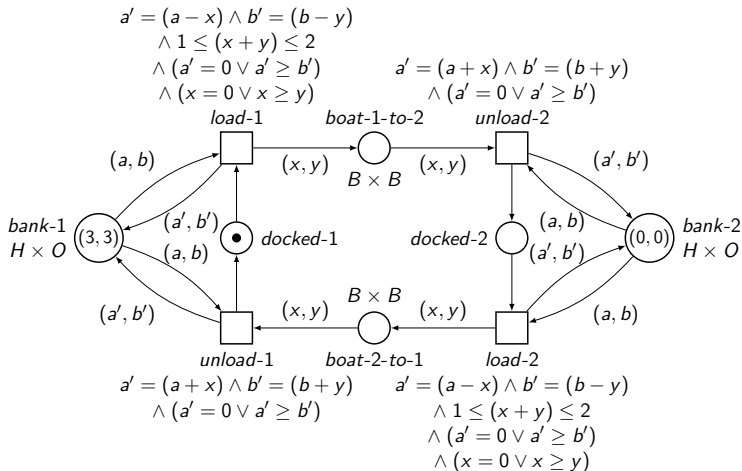 a′ = (a − x) ∧ b′ = (b − y)
∧ 1 ≤ (x + y) ≤ 2
∧ (a′ = 0 ∨ a′ ≥ b′)
∧ (x = 0 ∨ x ≥ y)
a′ = (a + x) ∧ b′ = (b + y)
∧ (a′ = 0 ∨ a′ ≥ b′)
load-1
boat-1-to-2
unload-2
(a, b)
(x, y)
(x, y)
(a′, b′)
B × B
(a′, b′)
(a, b)
bank-1
H × O
(3, 3)
docked-1
docked-2
(0, 0)
bank-2
H × O
(a, b)
(a′, b′)
B × B
(a′, b′)
(x, y)
(x, y)
(a, b)
unload-1
boat-2-to-1
load-2
a′ = (a + x) ∧ b′ = (b + y)
∧ (a′ = 0 ∨ a′ ≥ b′)
a′ = (a − x) ∧ b′ = (b − y)
∧ 1 ≤ (x + y) ≤ 2
∧ (a′ = 0 ∨ a′ ≥ b′)
∧ (x = 0 ∨ x ≥ y)